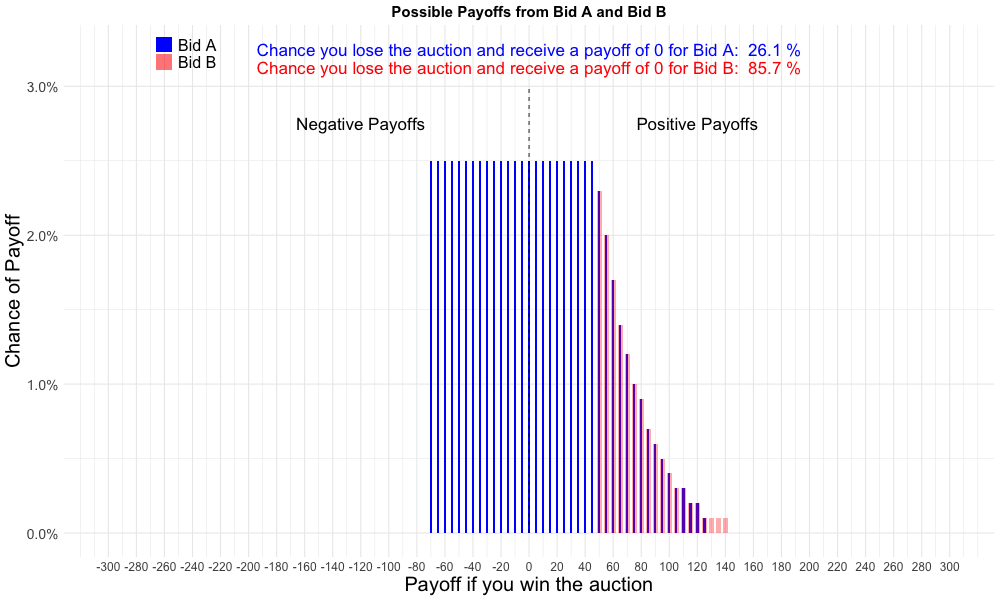 Possible Payoffs from Bid A and Bid B
Bid A
Bid B
Chance you lose the auction and receive a payoff of 0 for Bid A:  26.1 %
Chance you lose the auction and receive a payoff of 0 for Bid B:  85.7 %
Negative Payoffs
Positive Payoffs
Chance of Payoff
3.0%
2.0%
1.0%
0.0%
-300 -280 -260 -240 -220 -200 -180 -160 -140 -120 -100 -80 -60 -40 -20 0 20 40 60 80 100 120 140 160 180 200 220 240 260 280 300
Payoff if you win the auction